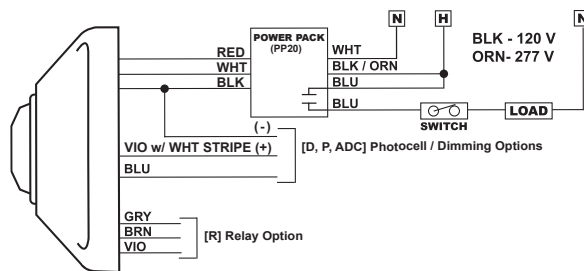 N H N
POWER PACK
(PP20)
BLK - 120 V
ORN- 277 V
RED
WHT
BLK
WHT
BLK / ORN
BLU
BLU
SWITCH
LOAD
(-)
VIO w/ WHT STRIPE (+)
BLU
[D, P, ADC] Photocell / Dimming Options
GRY
BRN
VIO
[R] Relay Option